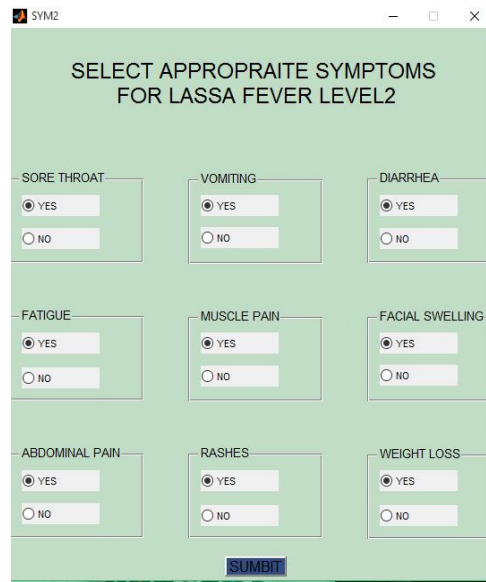 SYM2
SELECT APPROPRAITE SYMPTOMS
FOR LASSA FEVER LEVEL2
SORE THROAT
YES
NO
VOMITING
YES
NO
DIARRHEA
YES
NO
FATIGUE
YES
NO
MUSCLE PAIN
YES
NO
FACIAL SWELLING
YES
NO
ABDOMINAL PAIN
YES
NO
RASHES
YES
NO
WEIGHT LOSS
YES
NO
SUMBIT